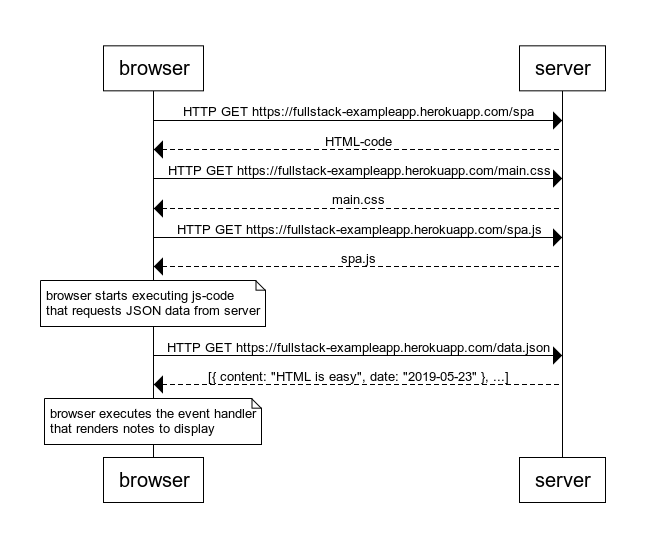 browser
server
HTTP GET https://fullstack-exampleapp.herokuapp.com/spa
HTML-code
HTTP GET https://fullstack-exampleapp.herokuapp.com/main.css
main.css
HTTP GET https://fullstack-exampleapp.herokuapp.com/spa.js
spa.js
browser starts executing js-code
that requests JSON data from server
HTTP GET https://fullstack-exampleapp.herokuapp.com/data.json
[{ content: "HTML is easy", date: "2019-05-23" }, ...]
browser executes the event handler
that renders notes to display
browser
server